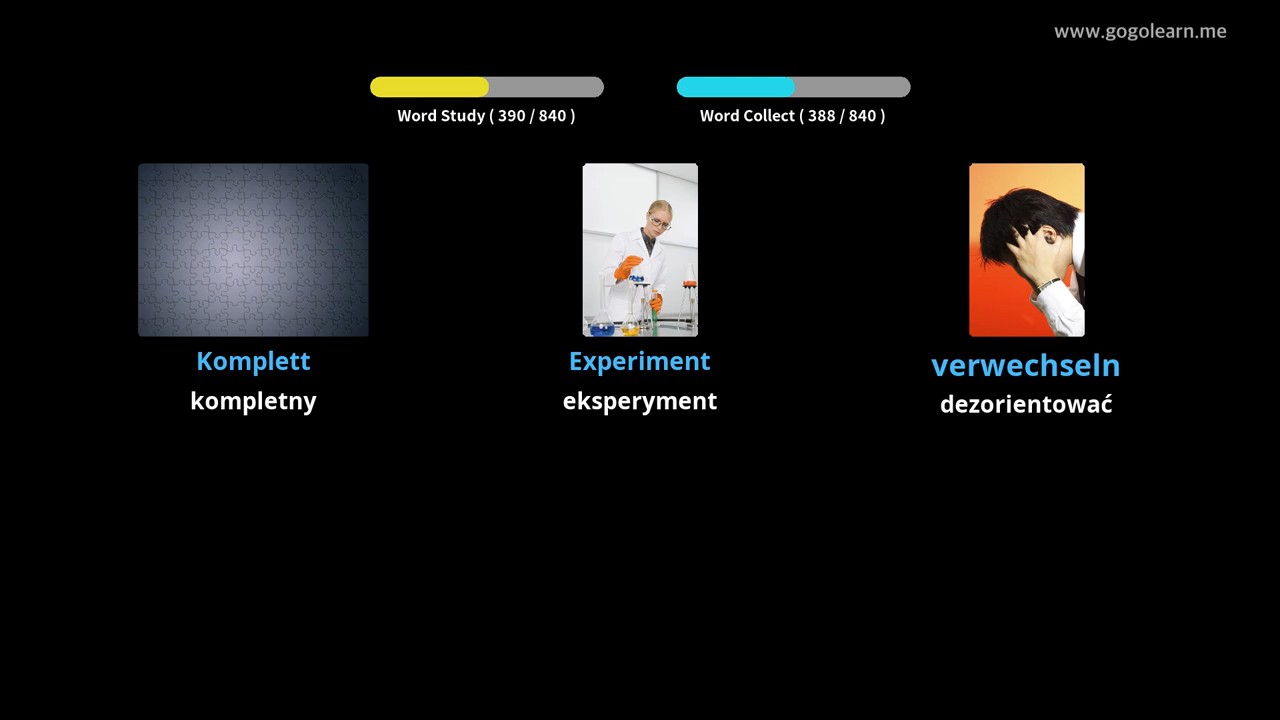 www.gogolearn.me
Word Study ( 390 / 840 )
Word Collect ( 388 / 840 )
Komplett
kompletny
Experiment
eksperyment
verwechseln
dezorientować